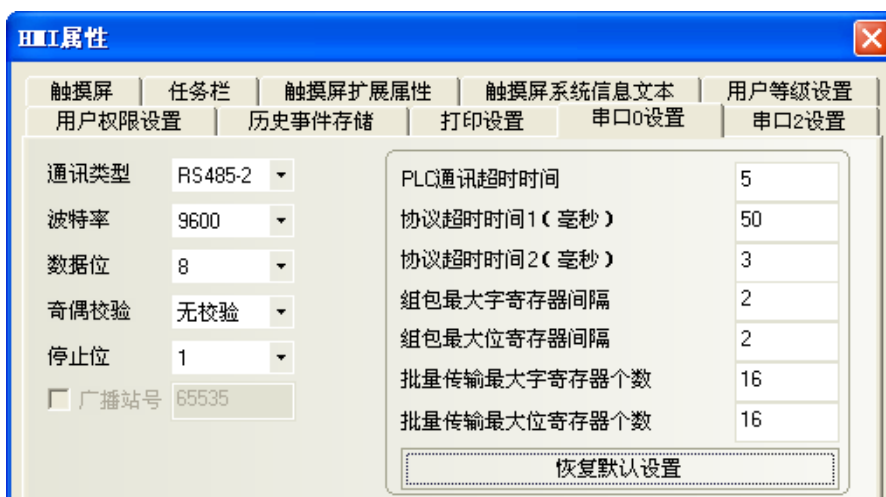 HMI属性
触摸屏 任务栏 触摸屏扩展属性 触摸屏系统信息文本 用户等级设置
用户权限设置 历史事件存储 打印设置 串口0设置 串口2设置
通讯类型 RS485-2
波特率 9600
数据位 8
奇偶校验 无校验
停止位 1
广播站号 65535
PLC通讯超时时间 5
协议超时时间1(毫秒) 50
协议超时时间2(毫秒) 3
组包最大字寄存器间隔 2
组包最大位寄存器间隔 2
批量传输最大字寄存器个数 16
批量传输最大位寄存器个数 16
恢复默认设置